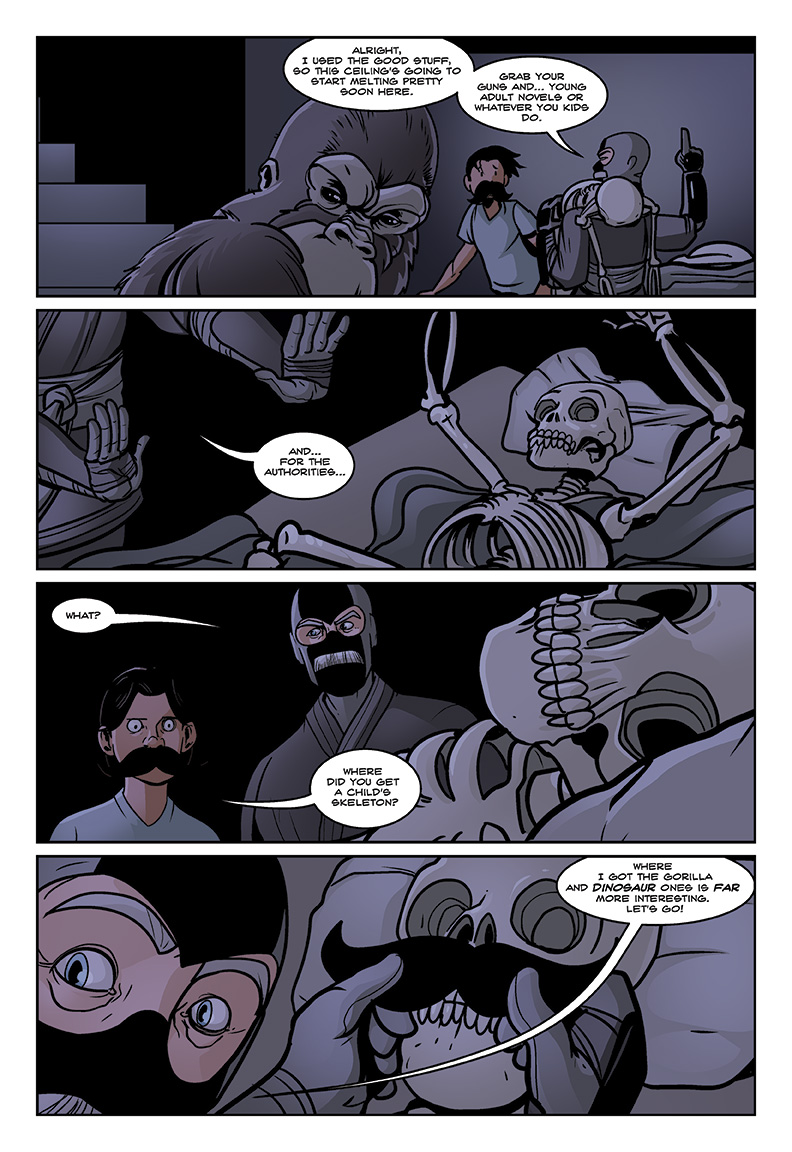 ALRIGHT,
I USED THE GOOD STUFF,
SO THIS CEILING'S GOING TO
START MELTING PRETTY
SOON HERE.
GRAB YOUR
GUNS AND... YOUNG
ADULT NOVELS OR
WHATEVER YOU KIDS
DO.
AND...
FOR THE
AUTHORITIES...
WHAT?
WHERE
DID YOU GET
A CHILD'S
SKELETON?
WHERE
I GOT THE GORILLA
AND DINOSAUR ONES IS FAR
MORE INTERESTING.
LET'S GO!